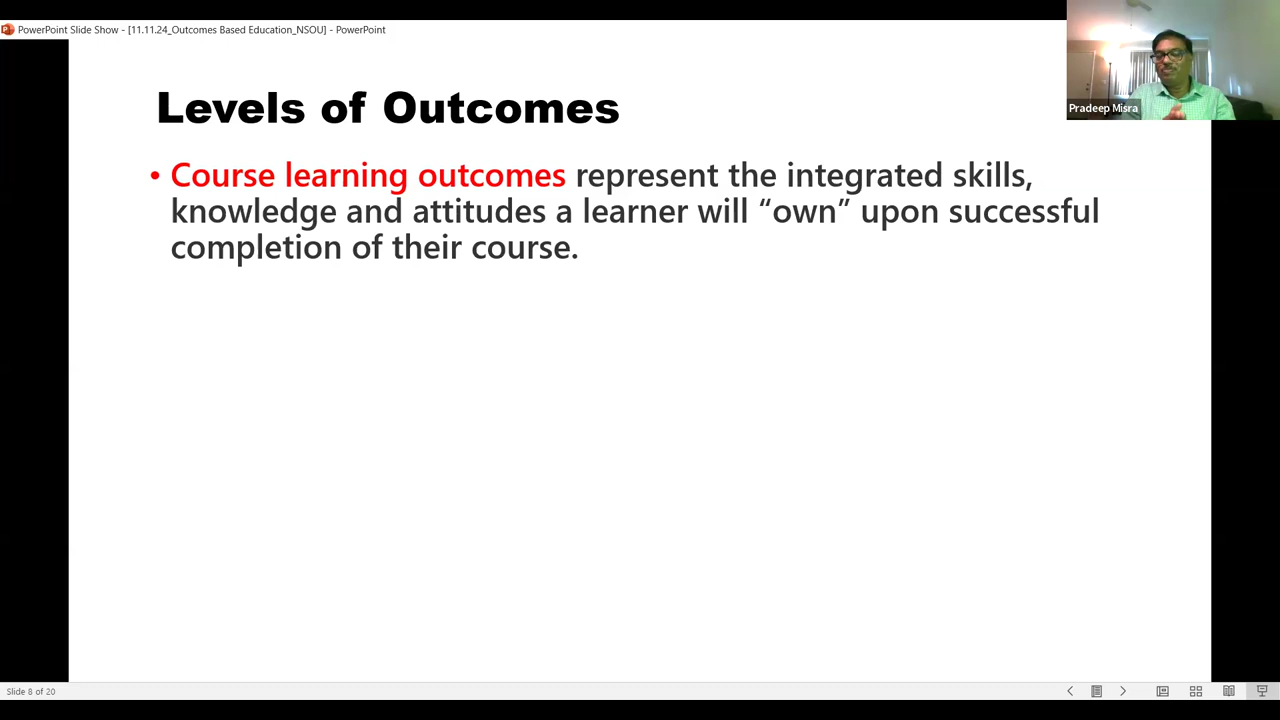 PowerPoint Slide Show - [11.11.24_Outcomes Based Education_NSOU] - PowerPoint
Pradeep Misra
Levels of Outcomes
• Course learning outcomes represent the integrated skills,
knowledge and attitudes a learner will “own” upon successful
completion of their course.
Slide 8 of 20